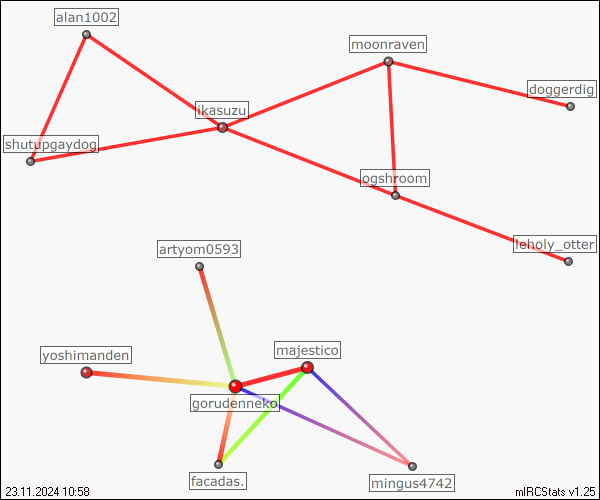 alan1002
moonraven
doggerdig
ikasuzu
shutupgaydog
ogshroom
leholy_otter
artyom0593
majestico
yoshimanden
gorudenneko
facadas.
mingus4742
23.11.2024 10:58
mIRCStats v1.25